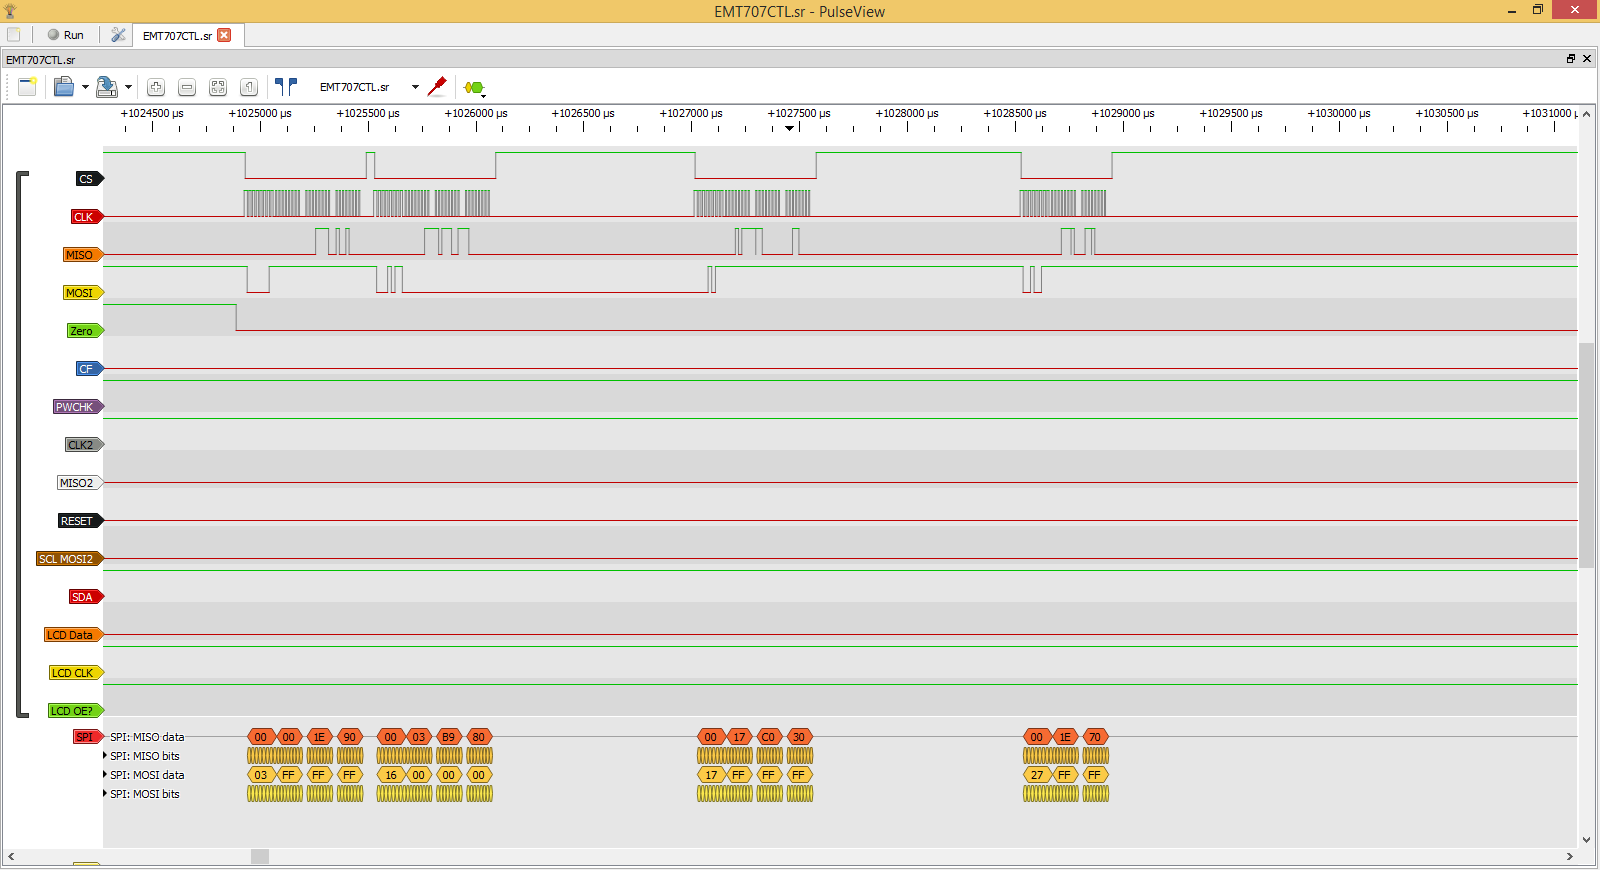 EMT707CTL.sr - PulseView
Run
EMT707CTL.sr
EMT707CTL.sr
EMT707CTL.sr
+1024500 µs +1025000 µs +1025500 µs +1026000 µs +1026500 µs +1027000 µs +1027500 µs +1028000 µs +1028500 µs +1029000 µs +1029500 µs +1030000 µs +1030500 µs +1031000 µ
CS
CLK
MISO
MOSI
Zero
CF
PWCHK
CLK2
MISO2
RESET
SCL MOSI2
SDA
LCD Data
LCD CLK
LCD OE?
SPI SPI: MISO data 00 00 1E 90 00 03 B9 80 00 17 C0 30 00 1E 70
SPI: MISO bits
SPI: MOSI data 03 FF FF FF 16 00 00 00 17 FF FF FF 27 FF FF
SPI: MOSI bits